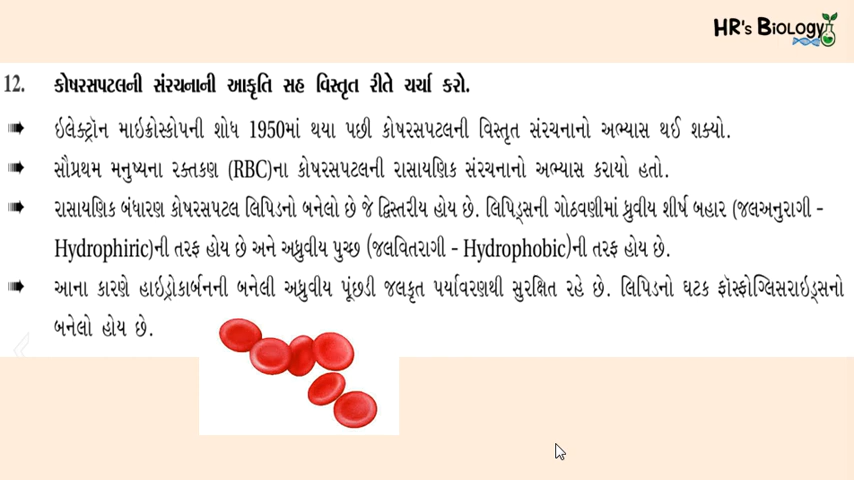 HR's Biology
12. કોષરસપટલની સંરચનાની આકૃતિ સહ વિસ્તૃત રીતે ચર્ચા કરો.
ઇલેક્ટ્રૉન માઇક્રોસ્કોપની શોધ 1950માં થયા પછી કોષરસપટલની વિસ્તૃત સંરચનાનો અભ્યાસ થઈ શક્યો.
સૌપ્રથમ મનુષ્યના રક્તકણ (RBC)ના કોષરસપટલની રાસાયણિક સંરચનાનો અભ્યાસ કરાયો હતો.
રાસાયણિક બંધારણ કોષરસપટલ લિપિડનો બનેલો છે જે દ્વિસ્તરીય હોય છે. લિપિડ્સની ગોઠવણીમાં ધ્રુવીય શીર્ષ બહાર (જલઅનુરાગી -
Hydrophiric)ની તરફ હોય છે અને અધ્રુવીય પુચ્છ (જલવિતરાગી - Hydrophobic)ની તરફ હોય છે.
આના કારણે હાઇડ્રોકાર્બનની બનેલી અધ્રુવીય પૂંછડી જલકૃત પર્યાવરણથી સુરક્ષિત રહે છે. લિપિડનો ઘટક ફૉસ્ફોગ્લિસરાઇડ્સનો
બનેલો હોય છે.